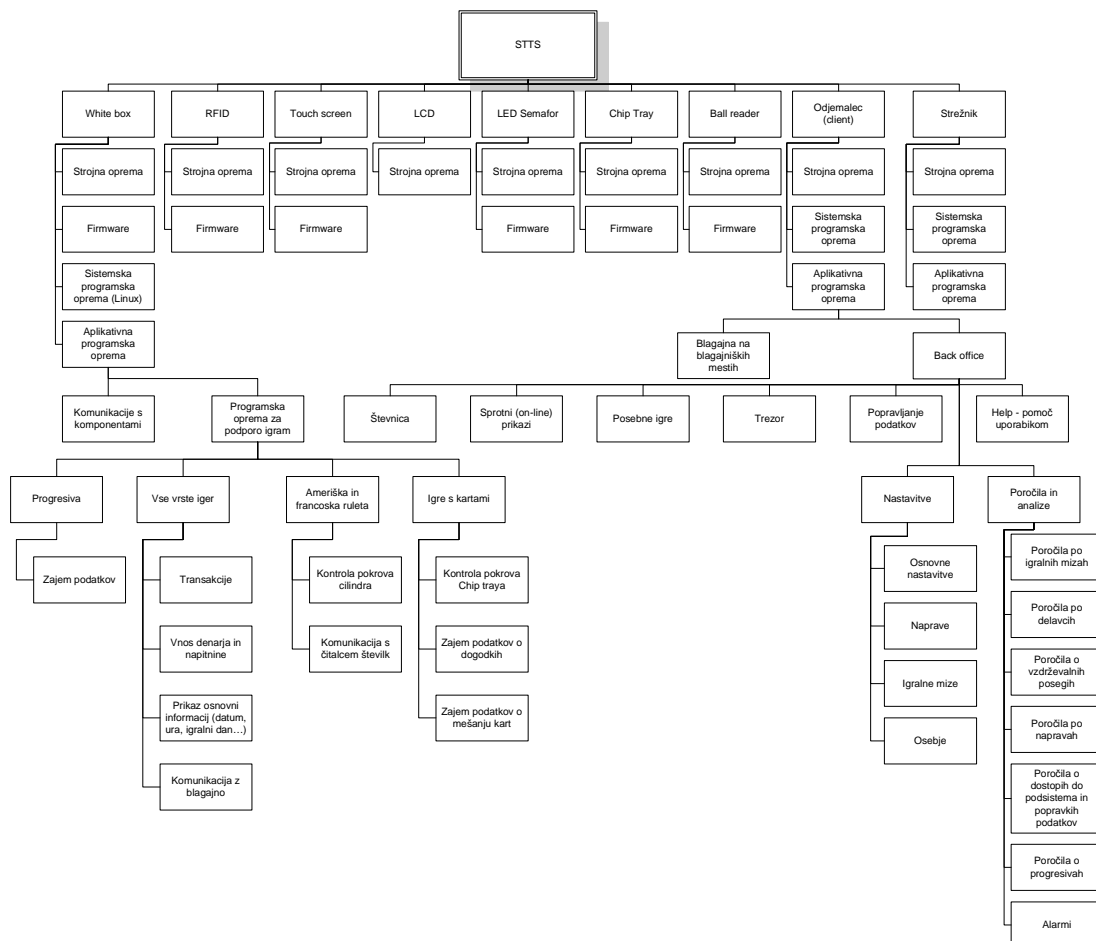 STTS
White box
RFID
Touch screen
LCD
LED Semafor
Chip Tray
Ball reader
Odjemalec
(client)
Strežnik
Strojna oprema
Strojna oprema
Strojna oprema
Strojna oprema
Strojna oprema
Strojna oprema
Strojna oprema
Strojna oprema
Strojna oprema
Firmware
Firmware
Firmware
Firmware
Firmware
Firmware
Sistemska
programska
oprema
Sistemska
programska
oprema
Sistemska
programska
oprema (Linux)
Aplikativna
programska
oprema
Aplikativna
programska
oprema
Aplikativna
programska
oprema
Blagajna na
blagajniških
mestih
Back office
Komunikacije s
komponentami
Programska
oprema za
podporo igram
Števnica
Sprotni (on-line)
prikazi
Posebne igre
Trezor
Popravljanje
podatkov
Help - pomoč
uporabikom
Progresiva
Vse vrste iger
Ameriška in
francoska ruleta
Igre s kartami
Nastavitve
Poročila in
analize
Zajem podatkov
Transakcije
Kontrola pokrova
cilindra
Kontrola pokrova
Chip traya
Osnovne
nastavitve
Poročila po
igralnih mizah
Vnos denarja in
napitnine
Komunikacija s
čitalcem številk
Zajem podatkov o
dogodkih
Naprave
Poročila po
delavcih
Prikaz osnovni
informacij (datum,
ura, igralni dan...)
Zajem podatkov o
mešanju kart
Igralne mize
Poročila o
vzdrževalnih
posegih
Komunikacija z
blagajno
Osebje
Poročila po
napravah
Poročila o
dostopih do
podsistema in
popravkih
podatkov
Poročila o
progresivah
Alarmi